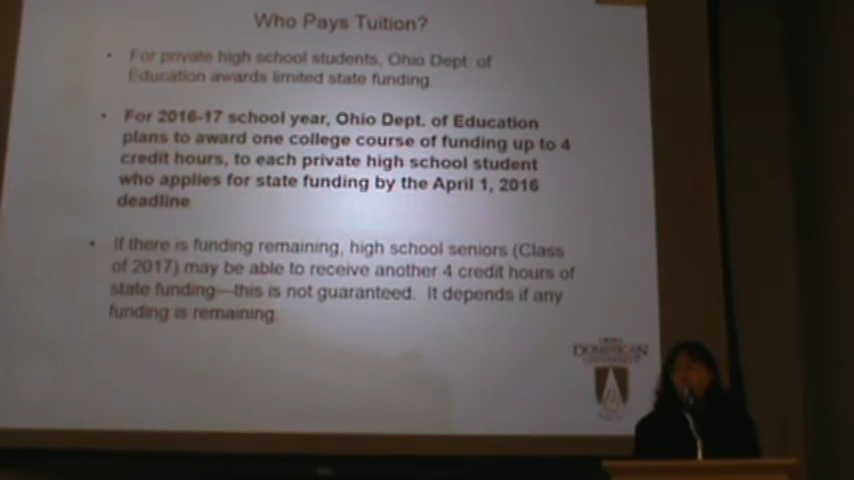 Who Pays Tuition?
• For private high school students, Ohio Dept. of
Education awards limited state funding.
• For 2016-17 school year, Ohio Dept. of Education
plans to award one college course of funding up to 4
credit hours, to each private high school student
who applies for state funding by the April 1, 2016
deadline
• If there is funding remaining, high school seniors (Class
of 2017) may be able to receive another 4 credit hours of
state funding—this is not guaranteed. It depends if any
funding is remaining.
OHIO
DOMINICAN
UNIVERSITY